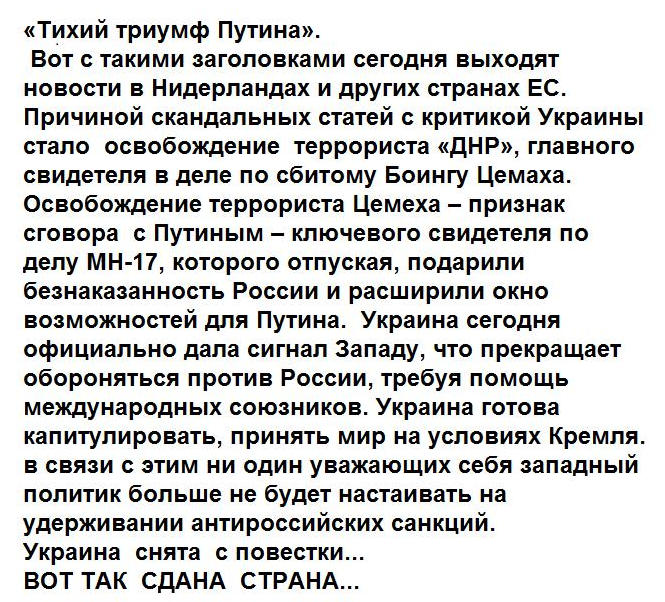 «Тихий триумф Путина».
Вот с такими заголовками сегодня выходят
новости в Нидерландах и других странах ЕС.
Причиной скандальных статей с критикой Украины
стало освобождение террориста «ДНР», главного
свидетеля в деле по сбитому Боингу Цемаха.
Освобождение террориста Цемеха – признак
сговора с Путиным – ключевого свидетеля по
делу МН-17, которого отпуская, подарили
безнаказанность России и расширили окно
возможностей для Путина. Украина сегодня
официально дала сигнал Западу, что прекращает
обороняться против России, требуя помощь
международных союзников. Украина готова
капитулировать, принять мир на условиях Кремля.
в связи с этим ни один уважающих себя западный
политик больше не будет настаивать на
удерживании антироссийских санкций.
Украина снята с повестки...
ВОТ ТАК СДАНА СТРАНА...